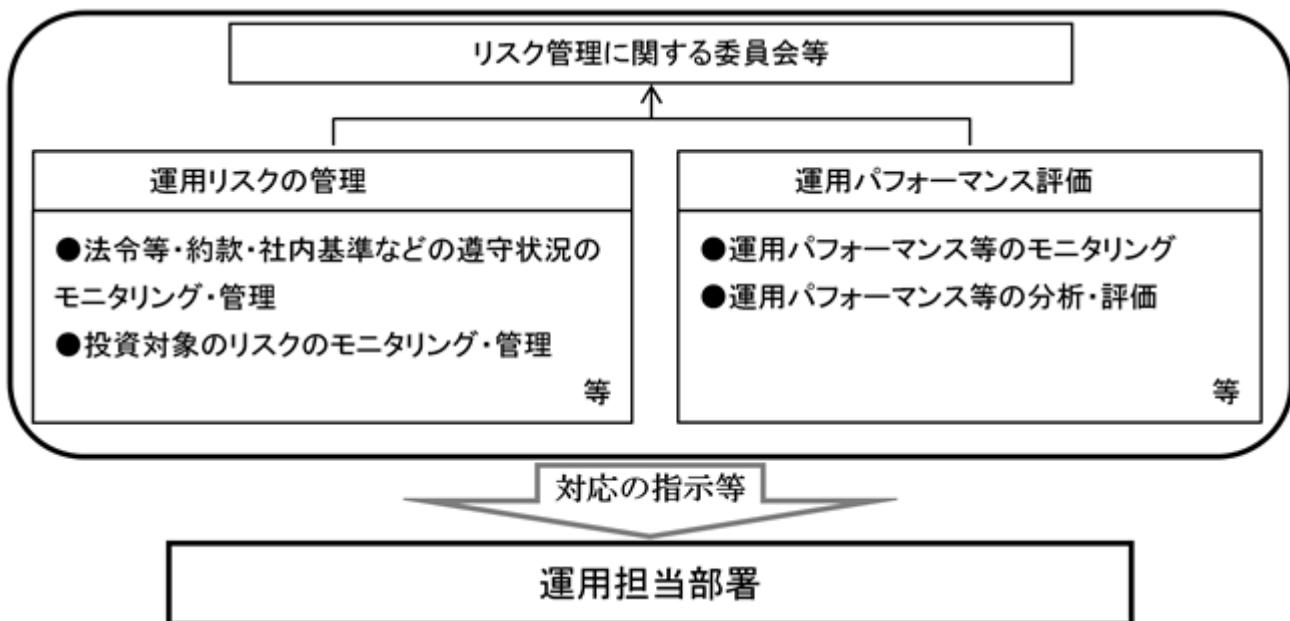 リスク管理に関する委員会等
運用リスクの管理
●法令等・約款・社内基準などの遵守状況の
モニタリング・管理
●投資対象のリスクのモニタリング・管理
等
運用パフォーマンス評価
●運用パフォーマンス等のモニタリング
●運用パフォーマンス等の分析・評価
等
対応の指示等
運用担当部署